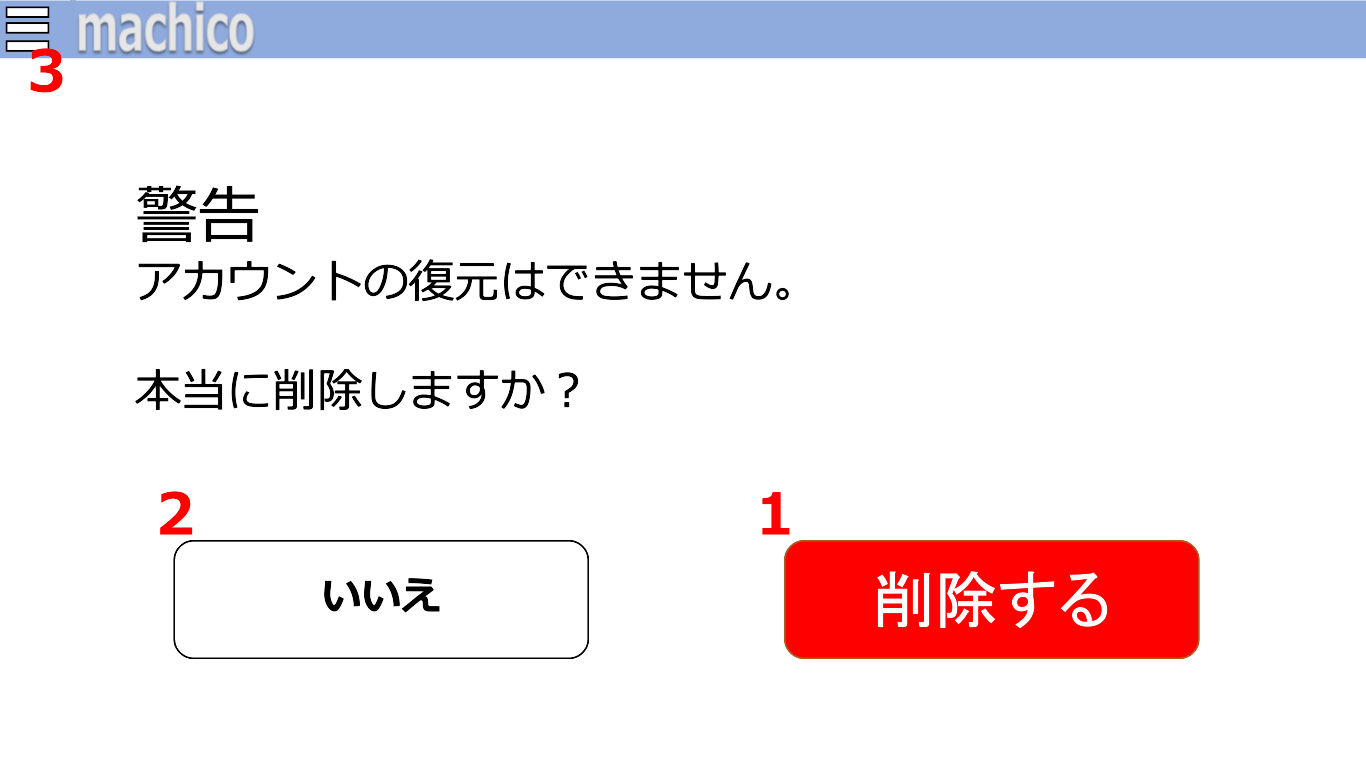 machico
3
警告
アカウントの復元はできません。
本当に削除しますか？
2
1
いいえ
削除する